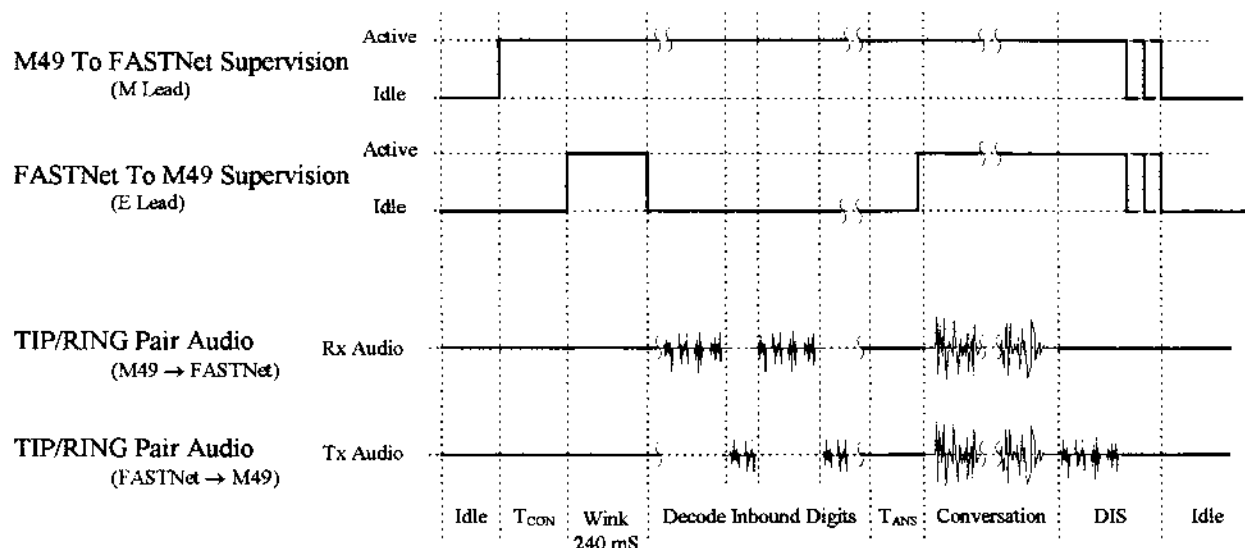 Active
M49 To FASTNet Supervision
(M Lead)
Idle
Active
FASTNet To M49 Supervision
(E Lead)
Idle
TIP/RING Pair Audio
Rx Audio
(M49 → FASTNet)
TIP/RING Pair Audio
Tx Audio
(FASTNet → M49)
Idle TCON Wink Decode Inbound Digits TANS Conversation DIS Idle
240 mS